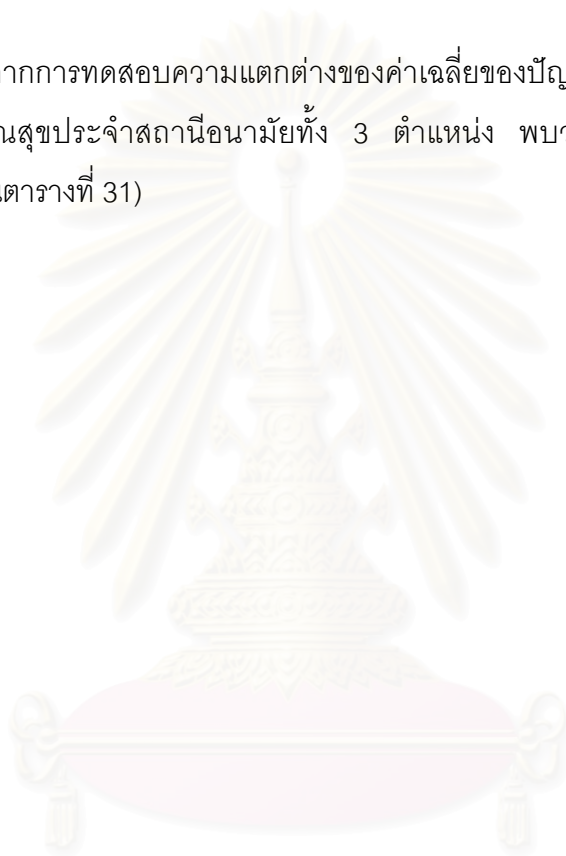 ากการทดสอบความแตกต่างของค่าเฉลี่ยของปัญ
ณสุขประจำสถานีอนามัยทั้ง 3 ตำแหน่ง พบว
นตารางที่ 31)